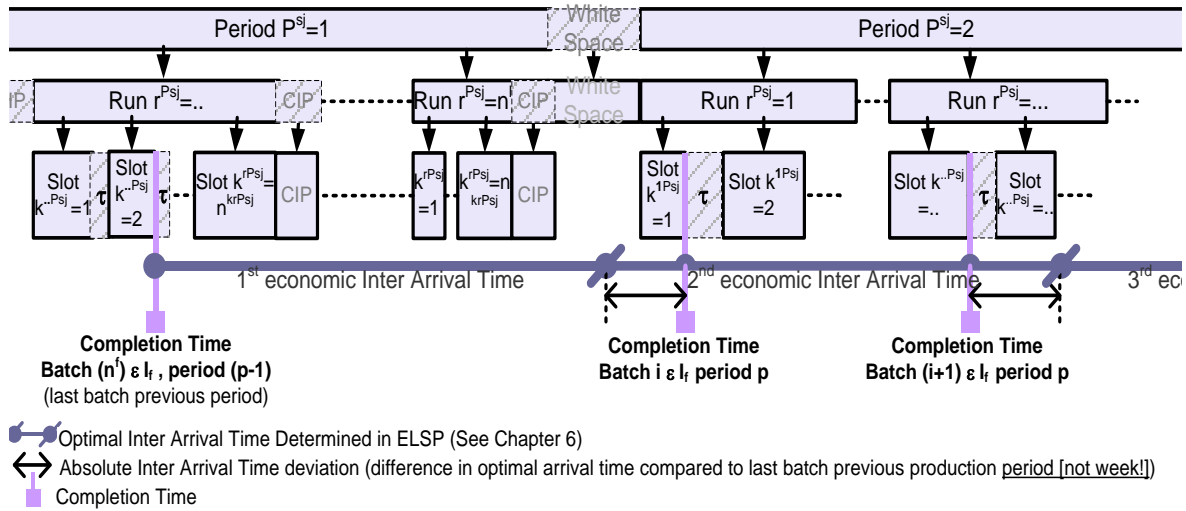 Period P^sj=1
White Space
Period P^sj=2
CIP
Run r^Psj=..
CIP
Run r^Psj=n
CIP
White Space
Run r^Psj=1
Run r^Psj=...
Slot k^..Psj=1
τ
Slot k^..Psj =2
τ
Slot k^rPsj= n^krPsj
CIP
k^rPsj =1
k^rPsj=n krPsj
CIP
Slot k^1Psj =1
τ
Slot k^1Psj =2
Slot k^..Psj =..
τ
Slot k^..Psj=..
1st economic Inter Arrival Time
2nd economic Inter Arrival Time
3rd ec
Completion Time
Batch (n^f) ε I_f , period (p-1)
(last batch previous period)
Completion Time
Batch i ε I_f period p
Completion Time
Batch (i+1) ε I_f period p
Optimal Inter Arrival Time Determined in ELSP (See Chapter 6)
Absolute Inter Arrival Time deviation (difference in optimal arrival time compared to last batch previous production period [not week!])
Completion Time